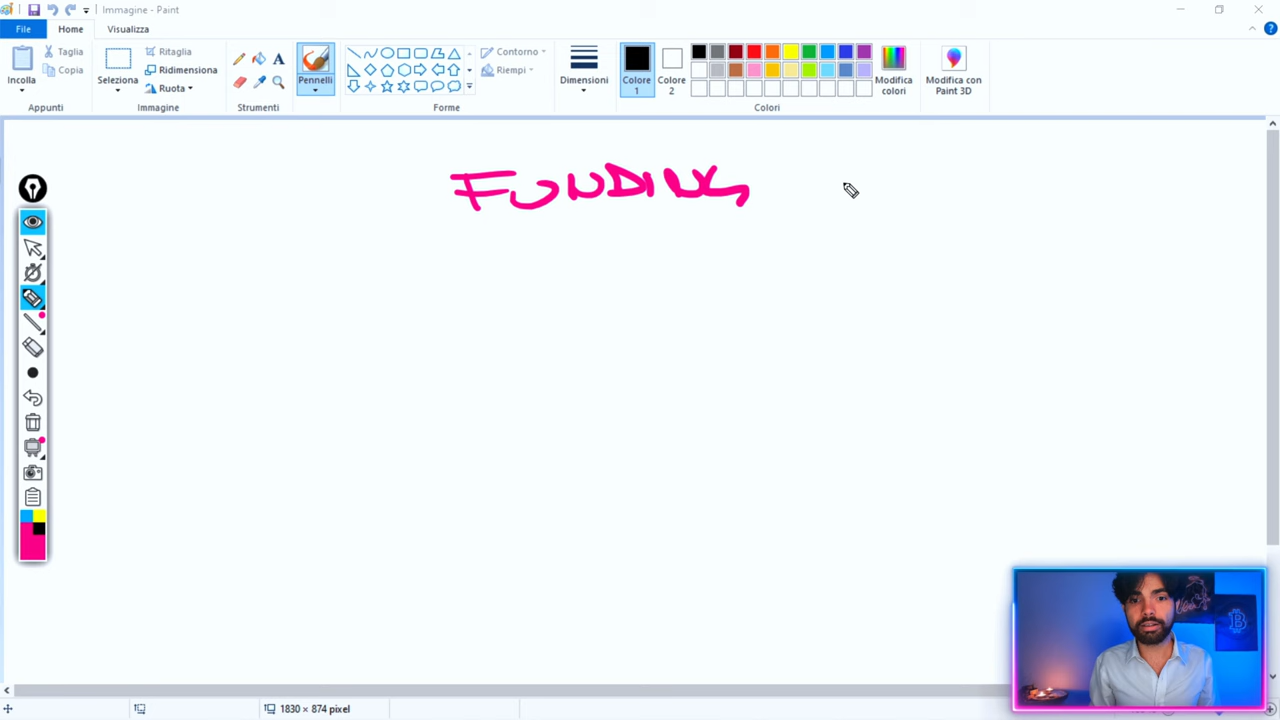 Immagine - Paint
File Home Visualizza
Incolla
Taglia
Copia
Appunti
Seleziona
Ritaglia
Ridimensiona
Ruota
Immagine
Strumenti
Pennelli
Forme
Contorno
Riempi
Dimensioni
Colore 1
Colore 2
Modifica colori
Colori
Modifica con Paint 3D
FUNDING
1830 × 874 pixel